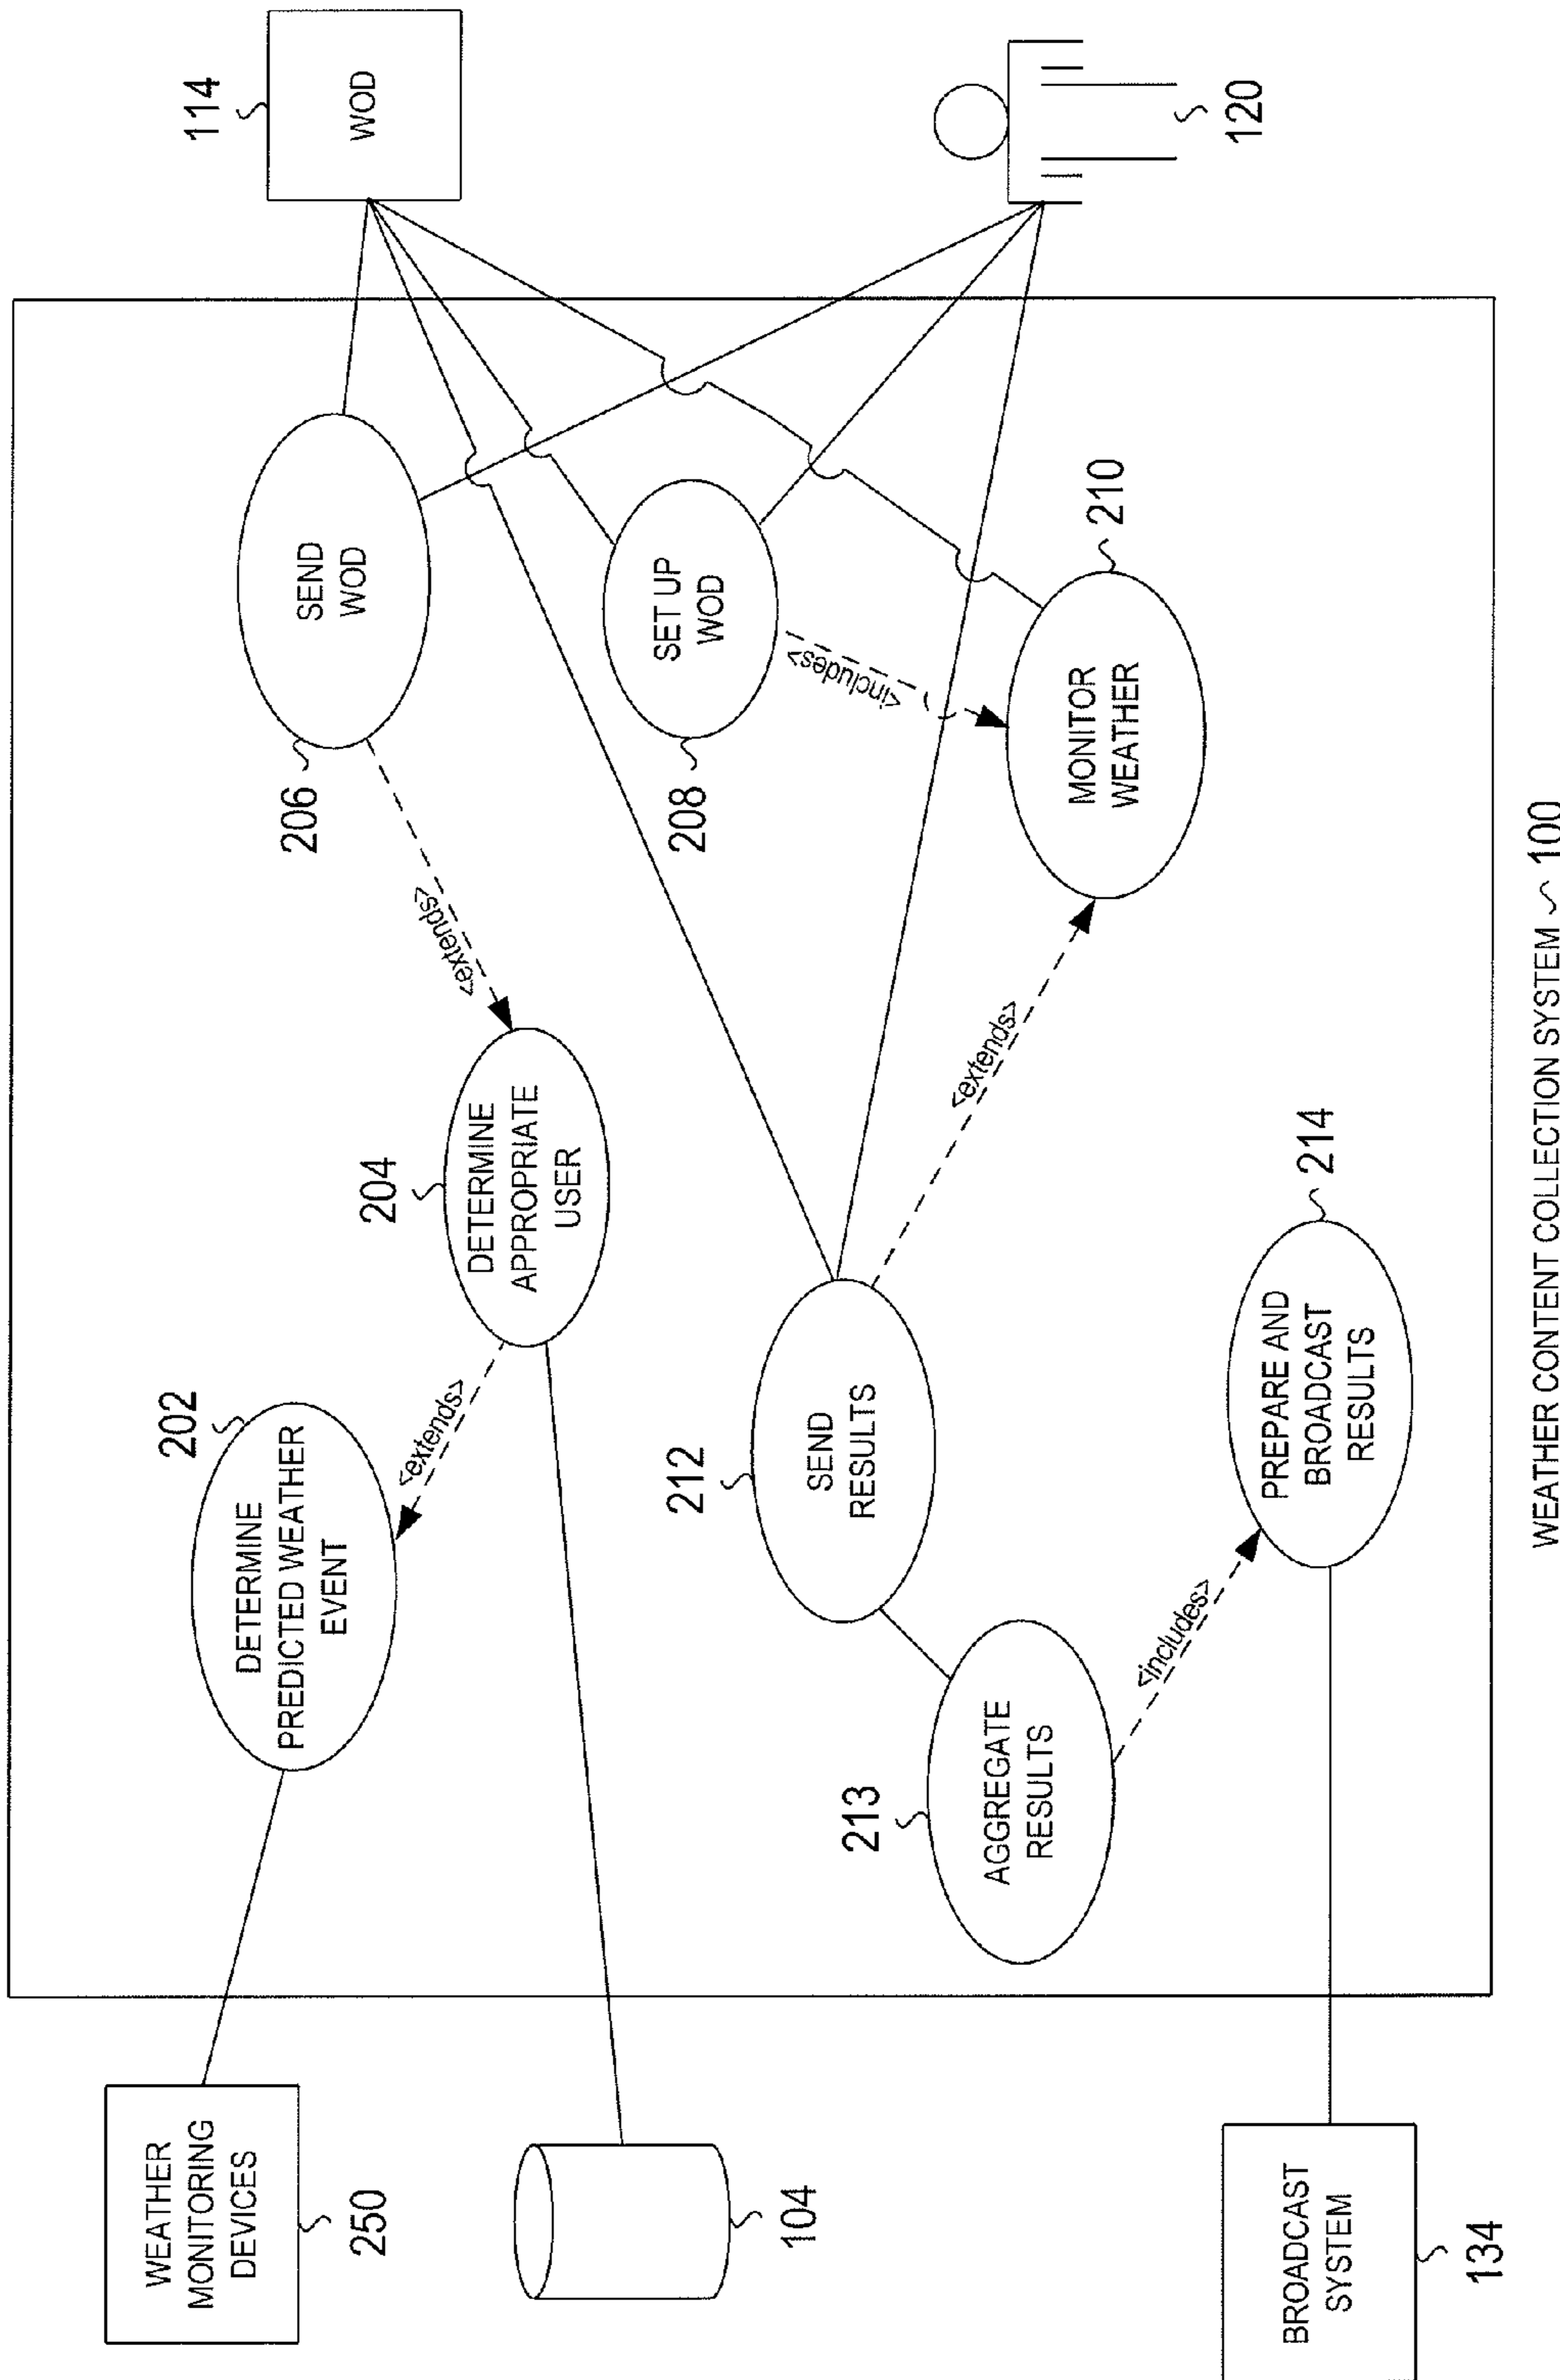 WEATHER
MONITORING
DEVICES
250
104
BROADCAST
SYSTEM
134
202
DETERMINE
PREDICTED WEATHER
EVENT
<extends>
204
DETERMINE
APPROPRIATE
USER
<extends>
206
SEND
WOD
208
SET UP
WOD
<includes>
210
MONITOR
WEATHER
<extends>
212
SEND
RESULTS
213
AGGREGATE
RESULTS
<includes>
214
PREPARE AND
BROADCAST
RESULTS
114
WOD
120
WEATHER CONTENT COLLECTION SYSTEM 100